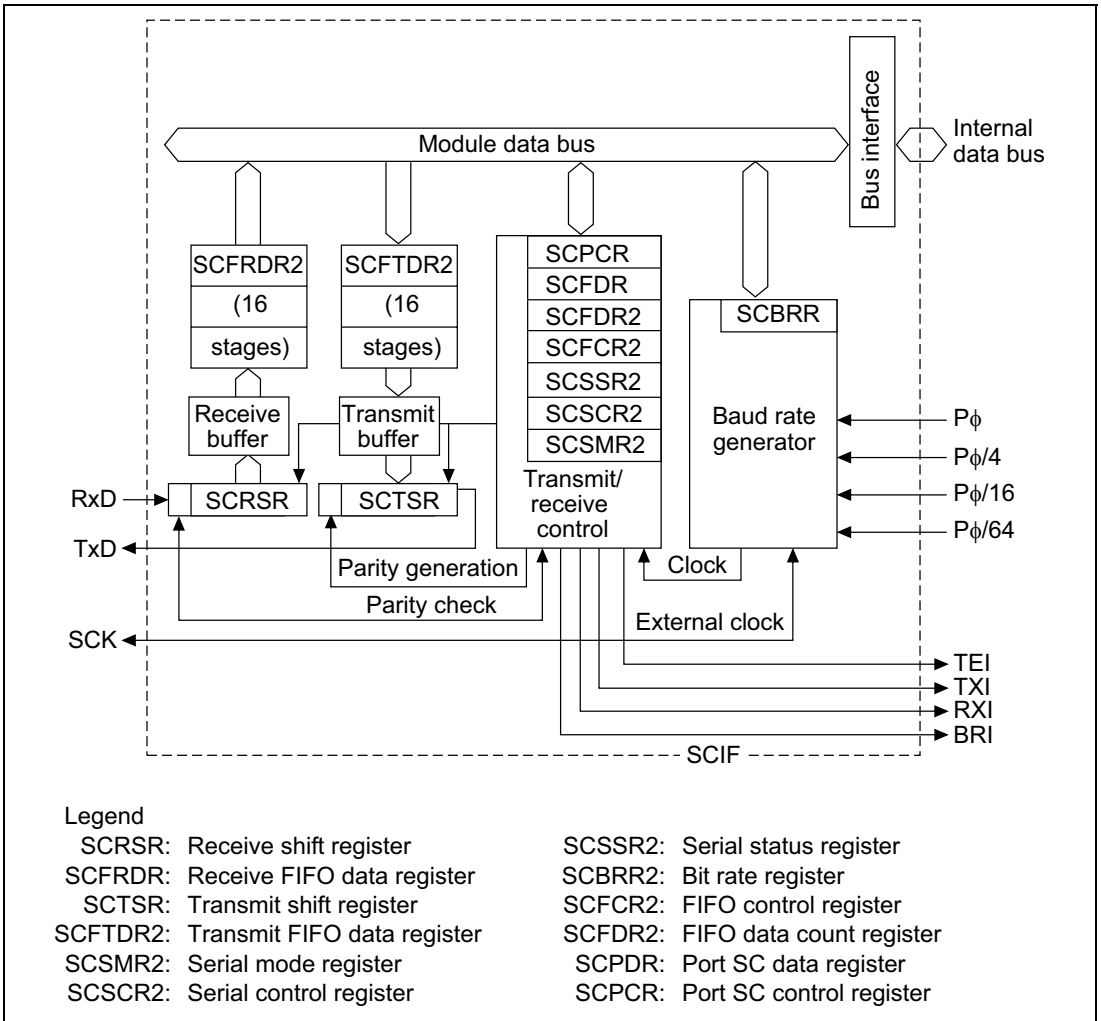 Module data bus
Bus interface
Internal
data bus
SCFRDR2
(16
stages)
SCFTDR2
(16
stages)
SCPCR
SCFDR
SCFDR2
SCFCR2
SCSSR2
SCSCR2
SCSMR2
Transmit/
receive
control
SCBRR
Baud rate
generator
Receive
buffer
Transmit
buffer
SCRSR
SCTSR
RxD
TxD
SCK
Pϕ
Pϕ/4
Pϕ/16
Pϕ/64
Parity generation
Parity check
Clock
External clock
TEI
TXI
RXI
BRI
SCIF
Legend
SCRSR: Receive shift register
SCFRDR: Receive FIFO data register
SCTSR: Transmit shift register
SCFTDR2: Transmit FIFO data register
SCSMR2: Serial mode register
SCSCR2: Serial control register
SCSSR2: Serial status register
SCBRR2: Bit rate register
SCFCR2: FIFO control register
SCFDR2: FIFO data count register
SCPDR: Port SC data register
SCPCR: Port SC control register